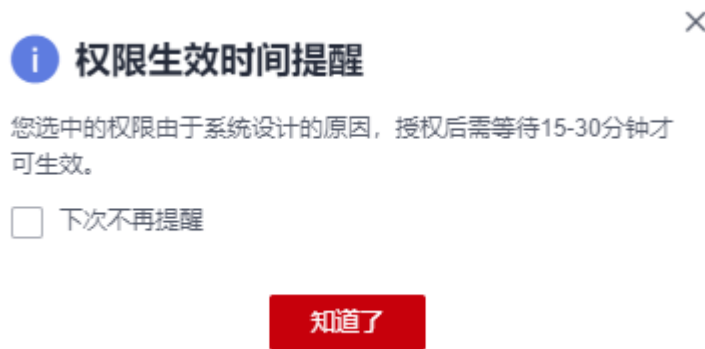 权限生效时间提醒
您选中的权限由于系统设计的原因，授权后需等待15-30分钟才
可生效。
下次不再提醒
知道了